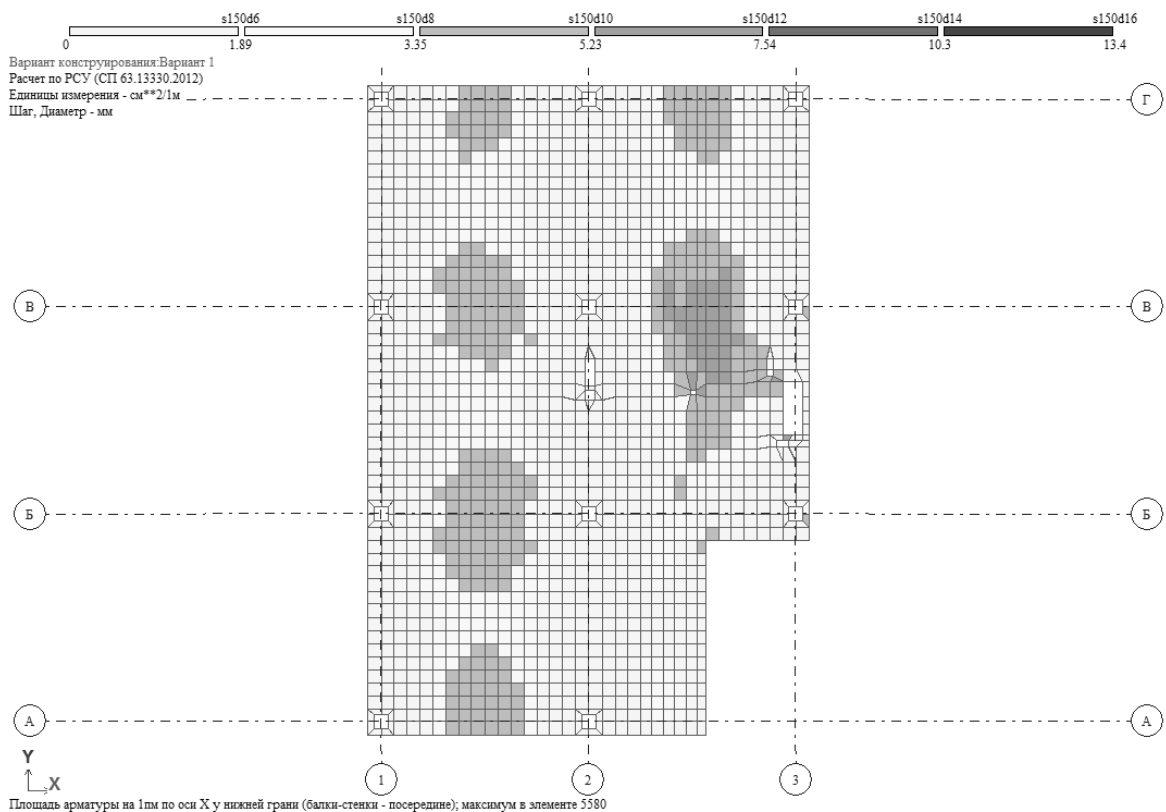 s150d6 s150d8 s150d10 s150d12 s150d14 s150d16
0 1.89 3.35 5.23 7.54 10.3 13.4
Вариант конструирования:Вариант 1
Расчет по РСУ (СП 63.13330.2012)
Единицы измерения - см**2/1м
Шаг, Диаметр - мм
Г
В В
Б Б
А А
Y
X
1 2 3
Площадь арматуры на 1пм по оси X у нижней грани (балки-стенки - посередине); максимум в элементе 5580